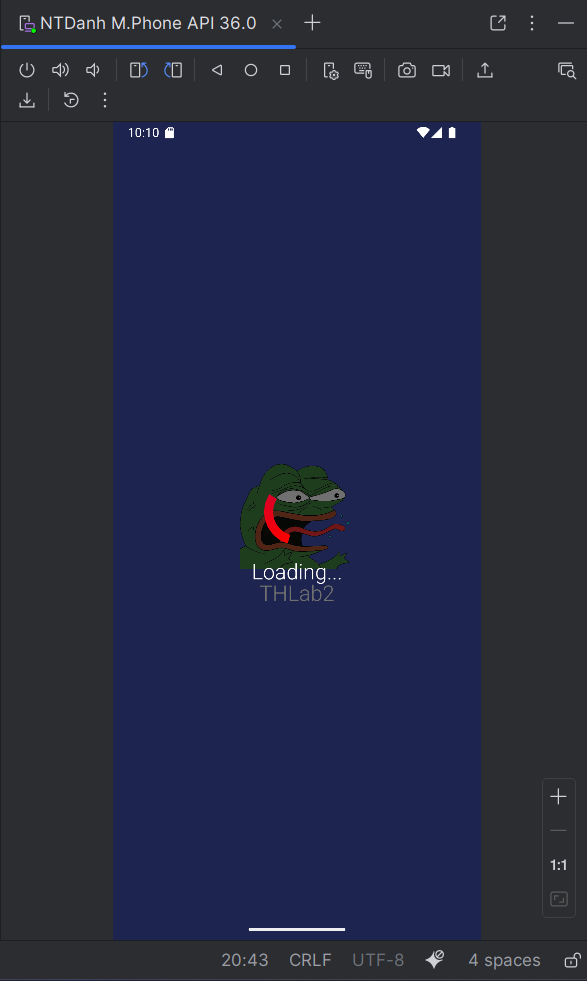 NTDanh M.Phone API 36.0
10:10
Loading...
THLab2
1:1
20:43 CRLF UTF-8 4 spaces